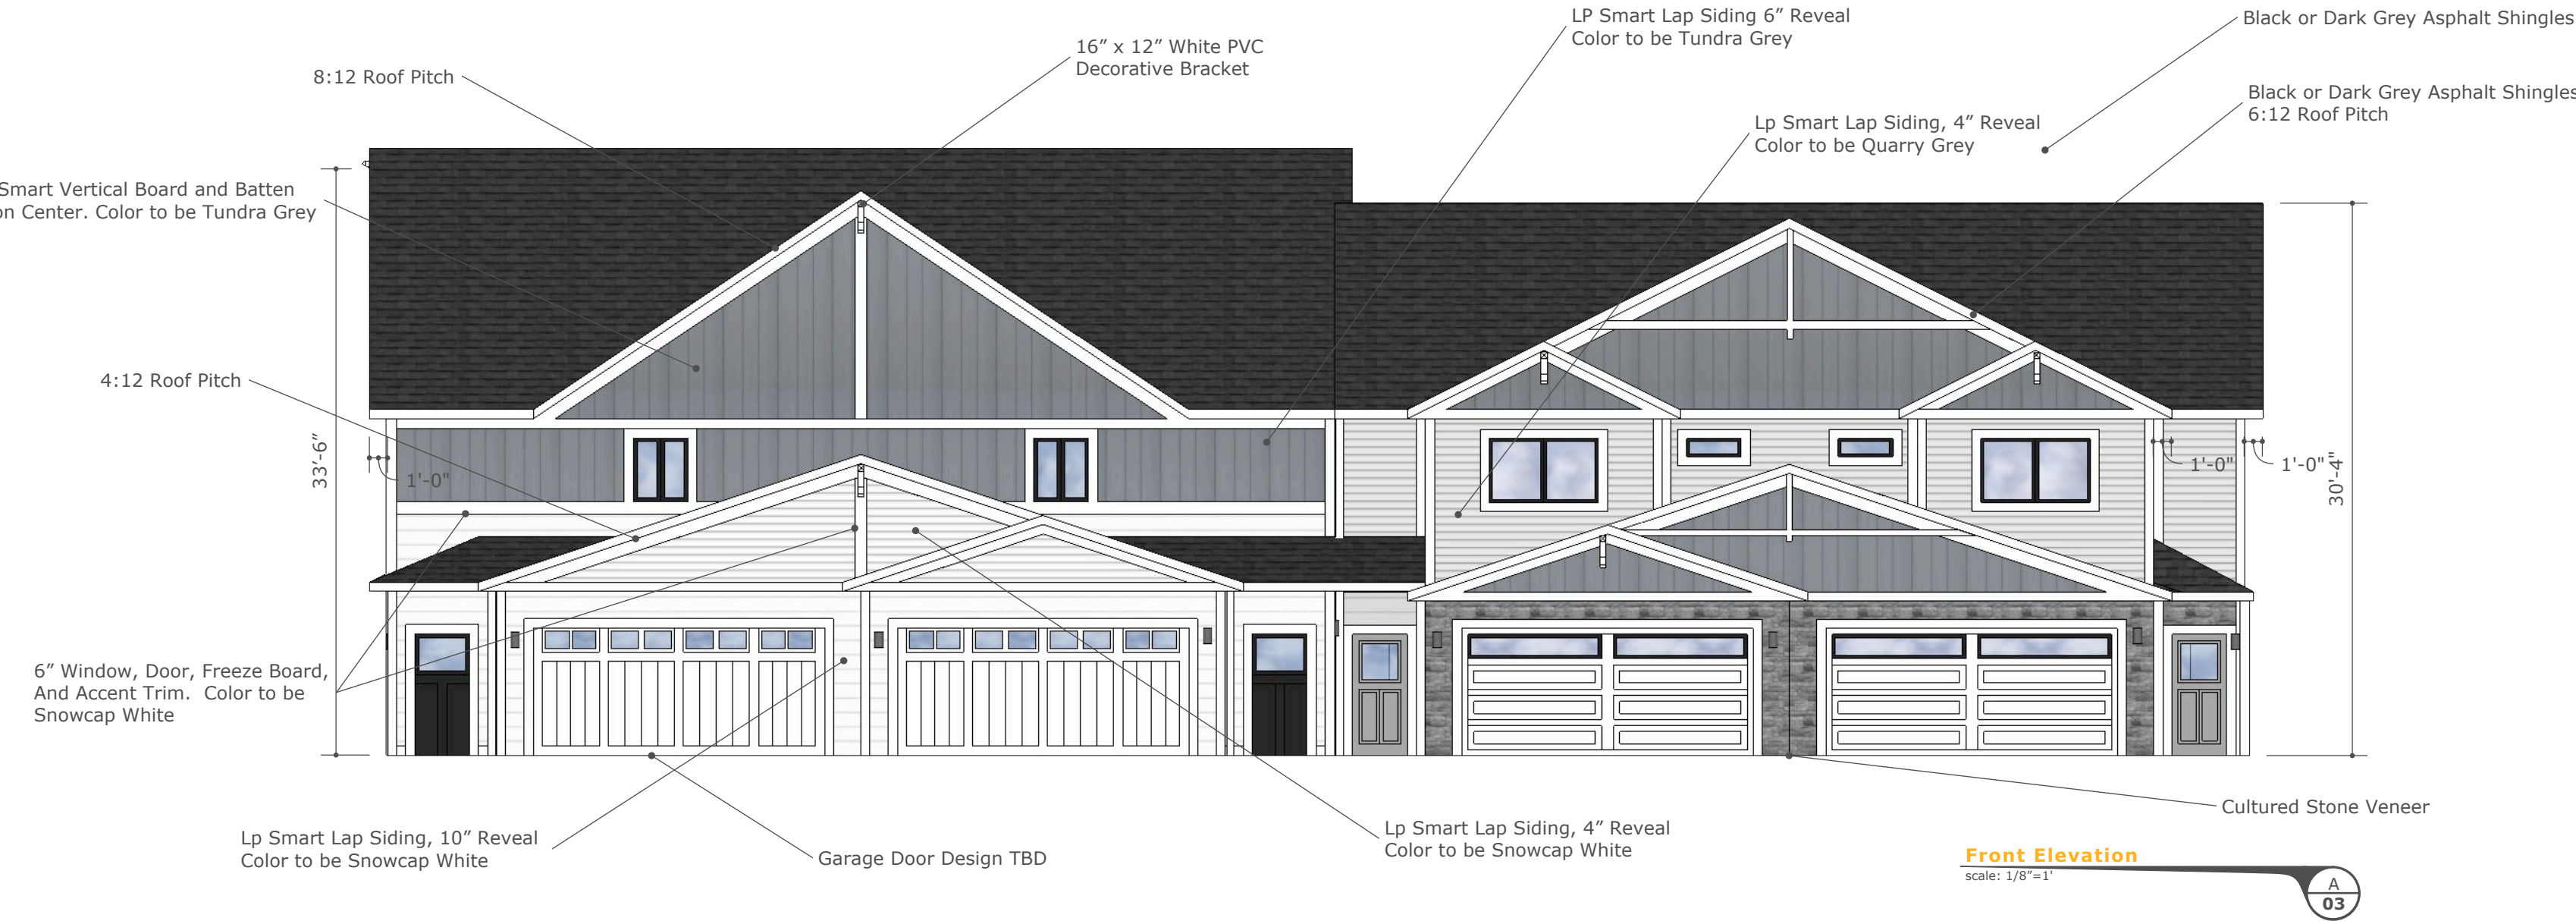 LP Smart Lap Siding 6” Reveal
Color to be Tundra Grey
Black or Dark Grey Asphalt Shingles
16” x 12” White PVC
Decorative Bracket
8:12 Roof Pitch
Black or Dark Grey Asphalt Shingles
6:12 Roof Pitch
Lp Smart Lap Siding, 4” Reveal
Color to be Quarry Grey
Smart Vertical Board and Batten
on Center. Color to be Tundra Grey
4:12 Roof Pitch
33’-6”
1'-0"
1'-0"
1'-0"
30'-4"
6” Window, Door, Freeze Board,
And Accent Trim.  Color to be
Snowcap White
Cultured Stone Veneer
Lp Smart Lap Siding, 10” Reveal
Color to be Snowcap White
Garage Door Design TBD
Lp Smart Lap Siding, 4” Reveal
Color to be Snowcap White
Front Elevation
scale: 1/8”=1'
A
03